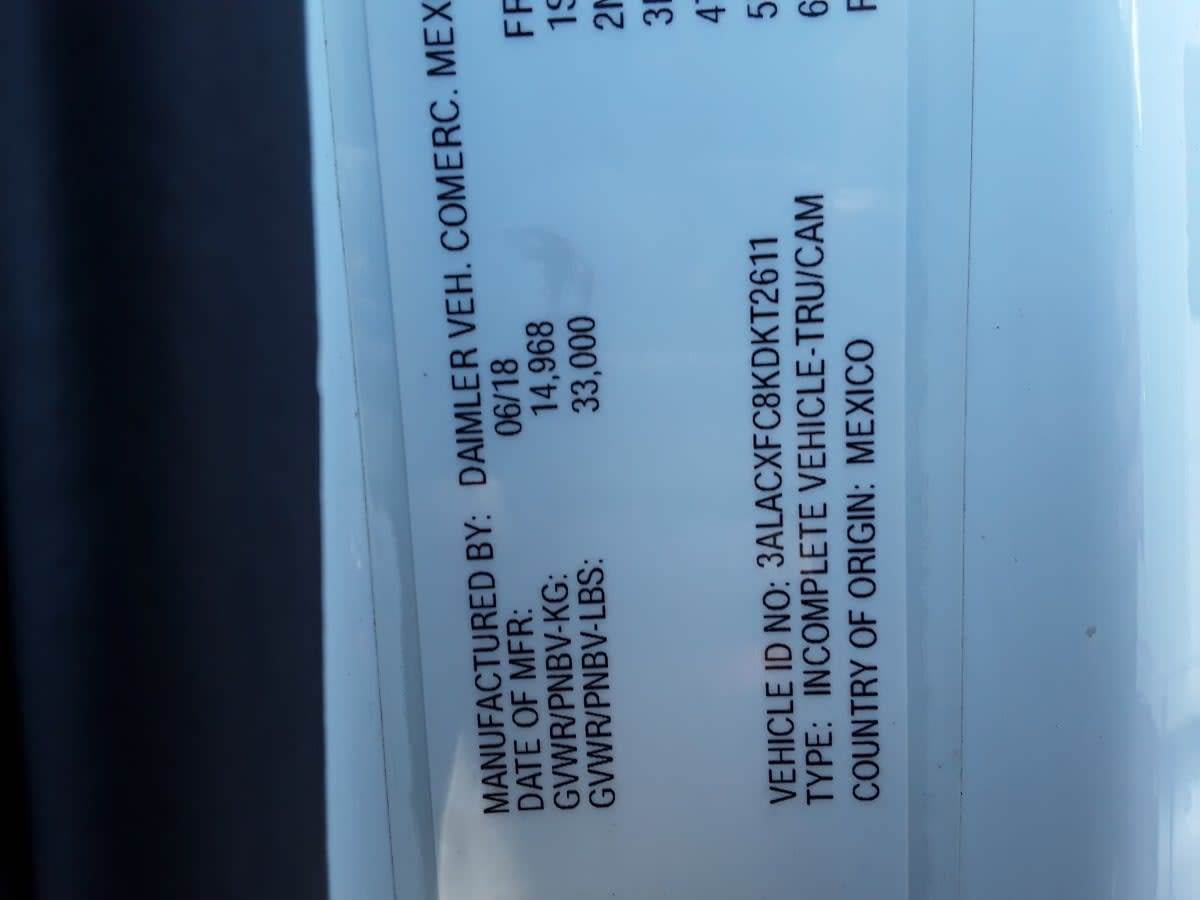 MANUFACTURED BY: DAIMLER VEH. COMERC. MEX
DATE OF MFR: 06/18
GVWR/PNBV-KG: 14,968
GVWR/PNBV-LBS: 33,000
VEHICLE ID NO: 3ALACXFC8KDKT2611
TYPE: INCOMPLETE VEHICLE-TRU/CAM
COUNTRY OF ORIGIN: MEXICO